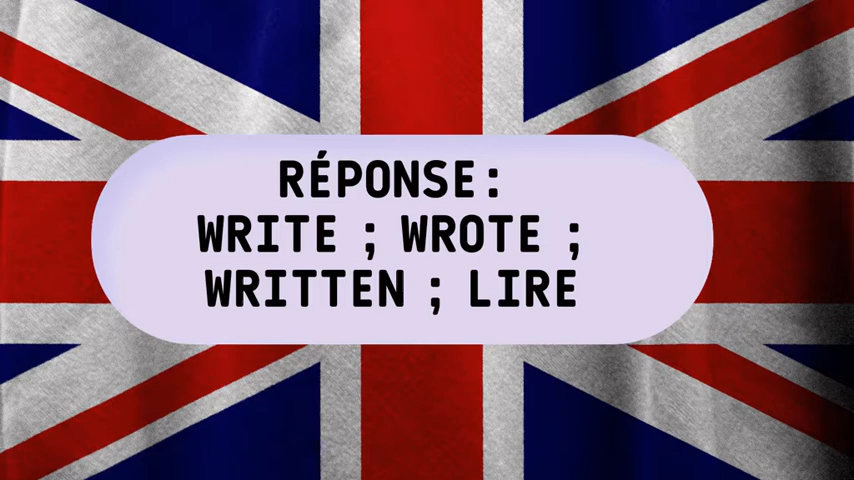 RÉPONSE:
WRITE ; WROTE ;
WRITTEN ; LIRE